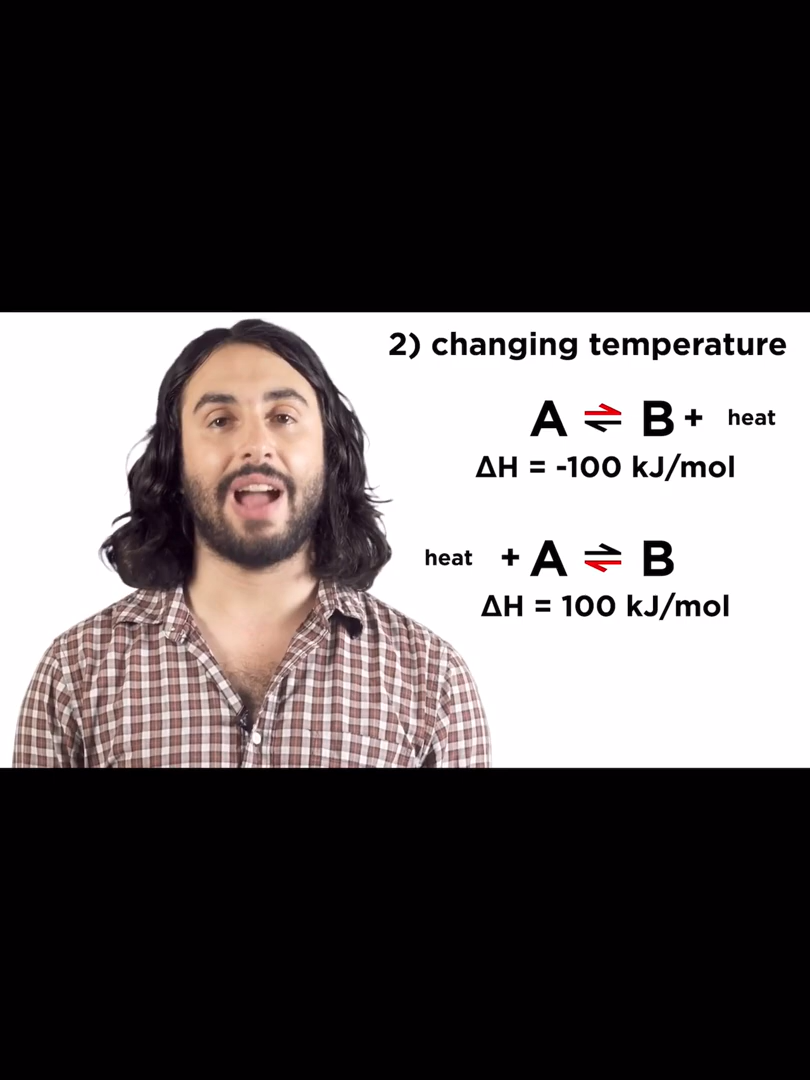 2) changing temperature
A ⇌ B + heat
ΔH = -100 kJ/mol
heat + A ⇌ B
ΔH = 100 kJ/mol